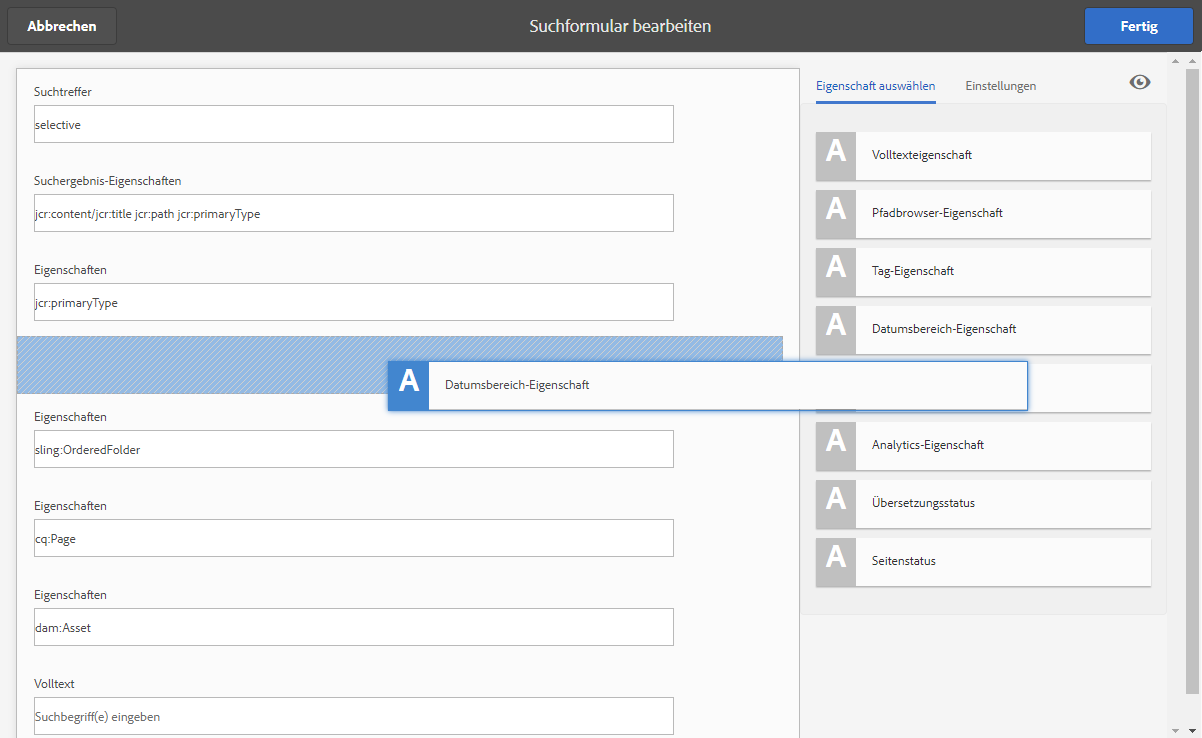 Abbrechen
Suchformular bearbeiten
Fertig
Suchtreffer
selective
Suchergebnis-Eigenschaften
jcr:content/jcr:title jcr:path jcr:primaryType
Eigenschaften
jcr:primaryType
A Datumsbereich-Eigenschaft
Eigenschaften
sling:OrderedFolder
Eigenschaften
cq:Page
Eigenschaften
dam:Asset
Volltext
Suchbegriff(e) eingeben
Eigenschaft auswählen
Einstellungen
A Volltexteigenschaft
A Pfadbrowser-Eigenschaft
A Tag-Eigenschaft
A Datumsbereich-Eigenschaft
A Analytics-Eigenschaft
A Übersetzungsstatus
A Seitenstatus